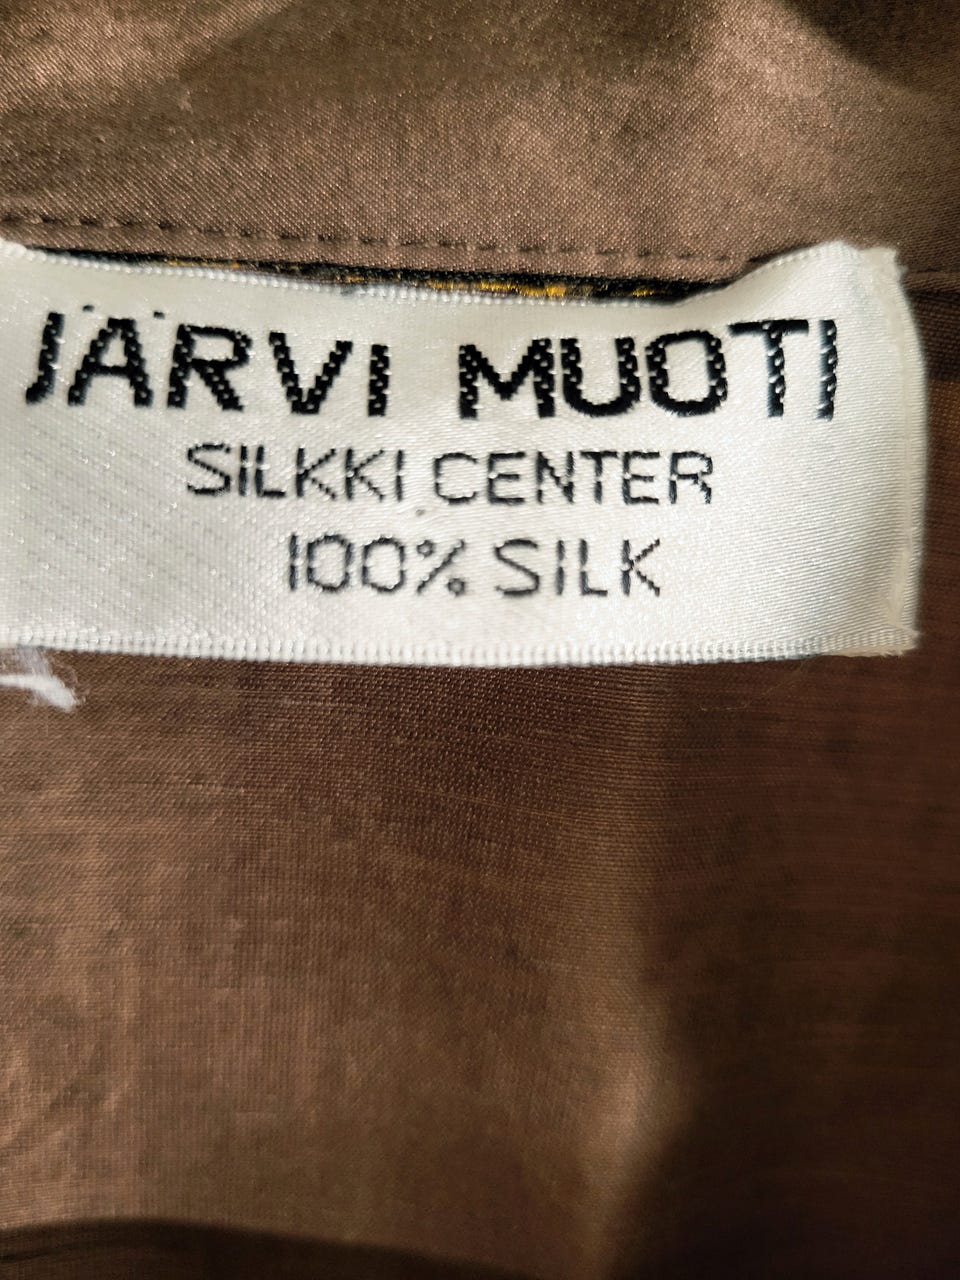 JÄRVI MUOTI
SILKKI CENTER
100% SILK